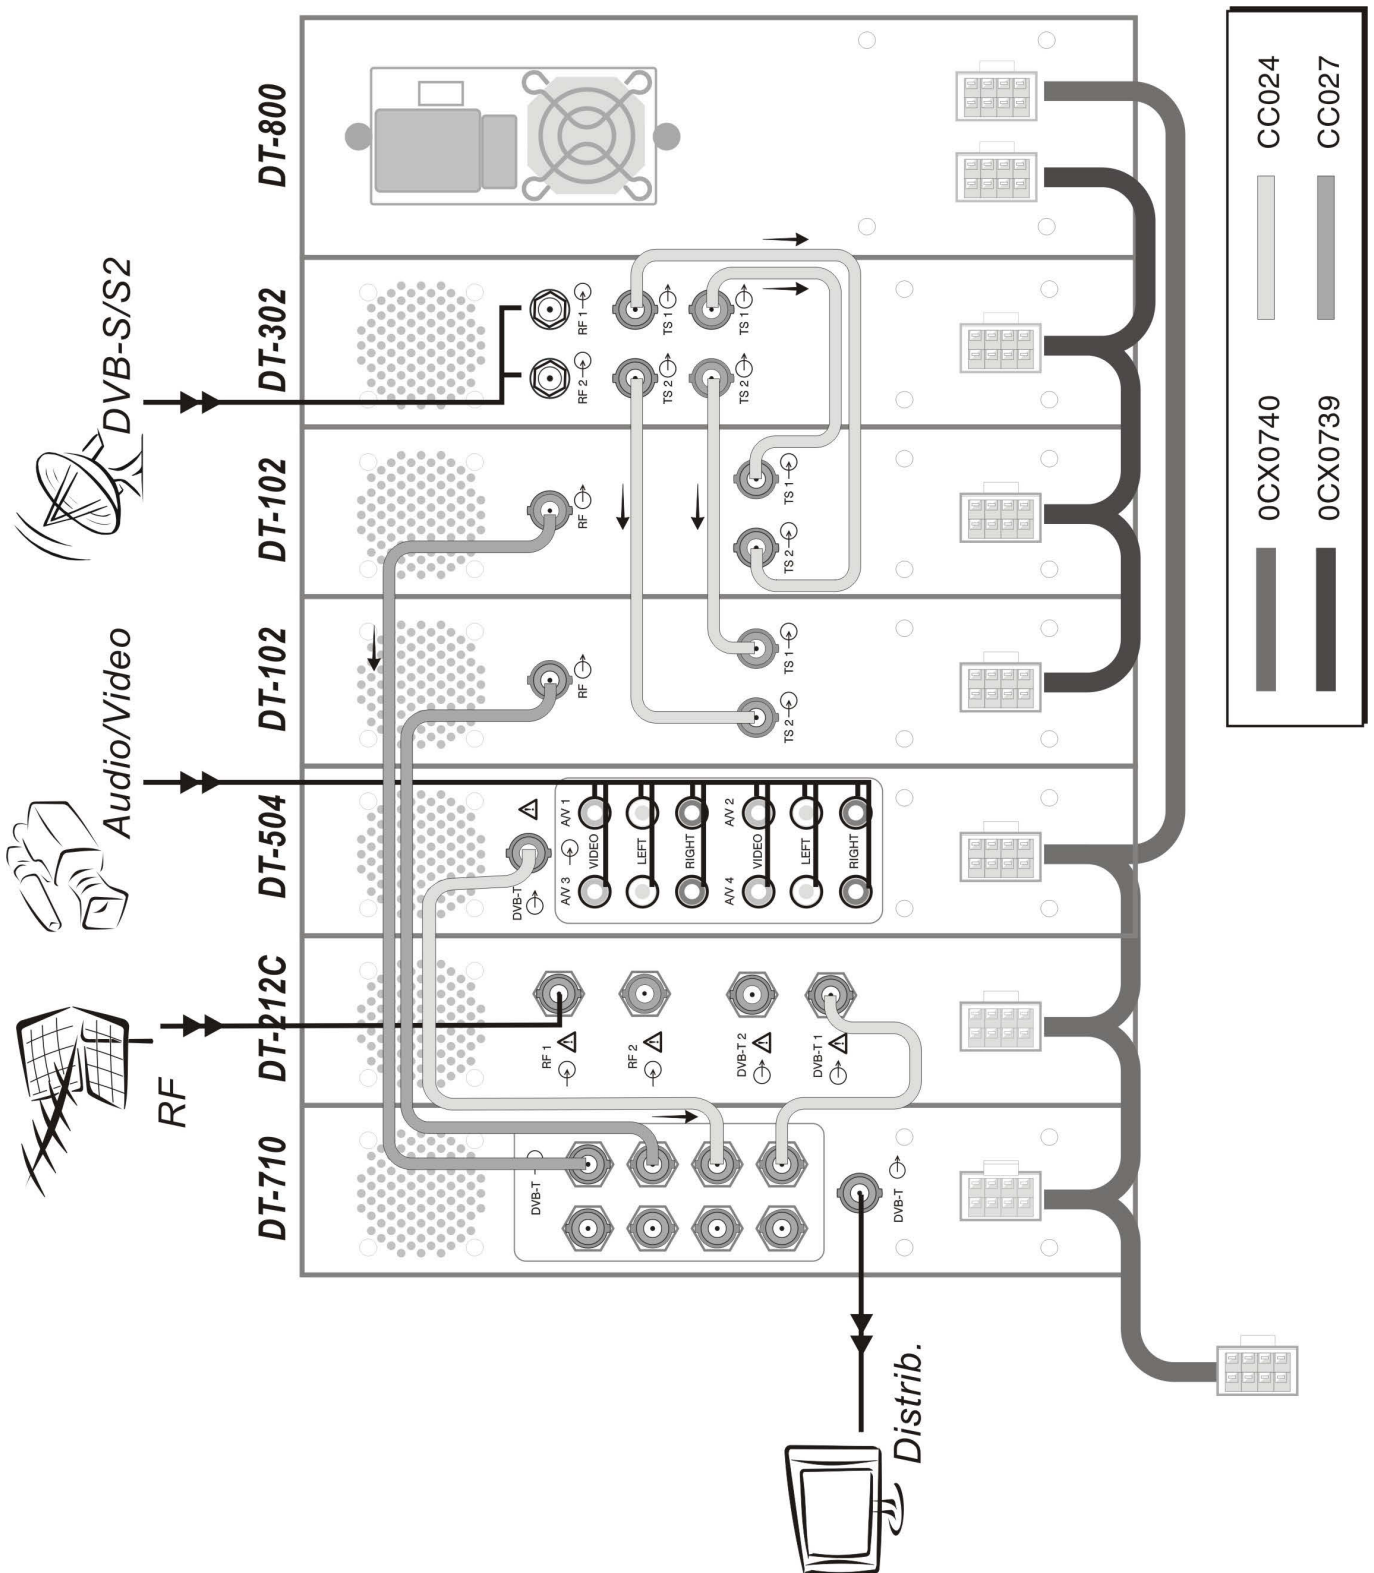 RF
Audio/Video
DVB-S/S2
DT-710
DT-212C
DT-504
DT-102
DT-102
DT-302
DT-800
DVB-T
DVB-T
Distrib.
RF 1
RF 2
DVB-T 2
DVB-T 1
DVB-T
A/V 3
A/V 1
VIDEO
LEFT
RIGHT
A/V 4
A/V 2
VIDEO
LEFT
RIGHT
RF
TS 2
TS 1
RF
TS 2
TS 1
RF 2
RF 1
TS 2
TS 1
TS 2
TS 1
0CX0740
CC024
0CX0739
CC027